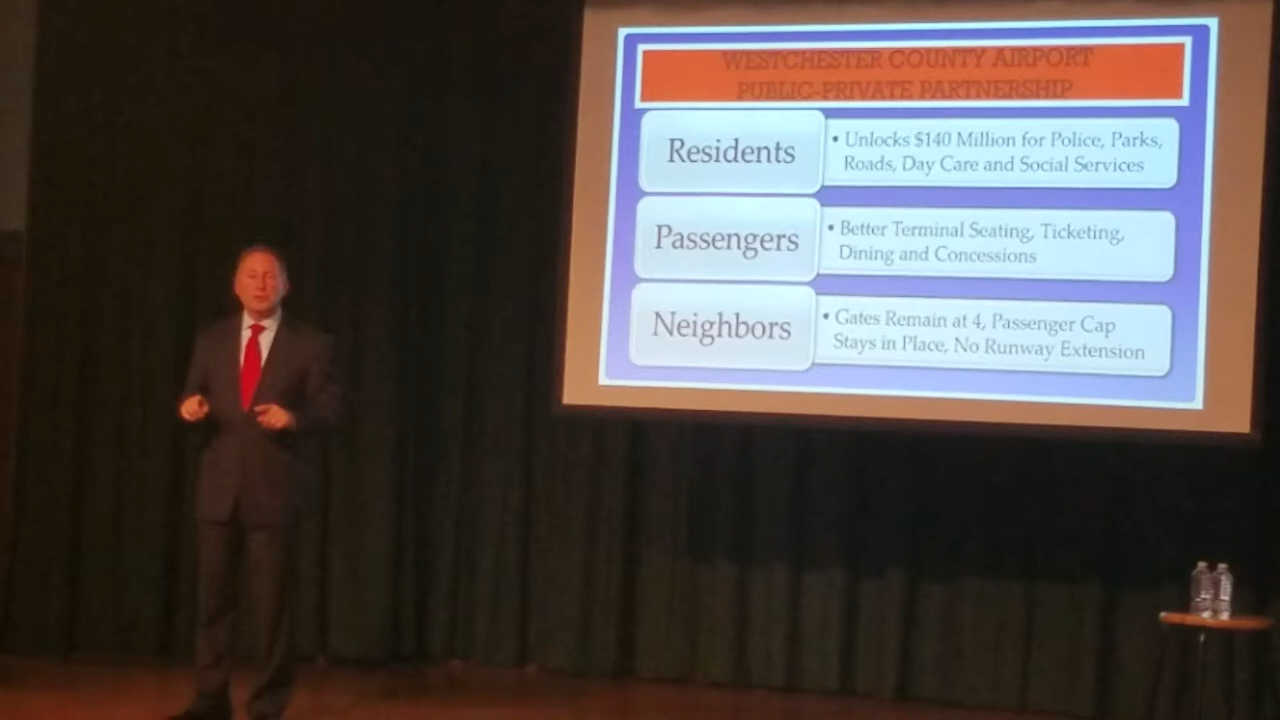 WESTCHESTER COUNTY AIRPORT
PUBLIC-PRIVATE PARTNERSHIP
Residents
• Unlocks $140 Million for Police, Parks,
Roads, Day Care and Social Services
Passengers
• Better Terminal Seating, Ticketing,
Dining and Concessions
Neighbors
• Gates Remain at 4, Passenger Cap
Stays in Place, No Runway Extension